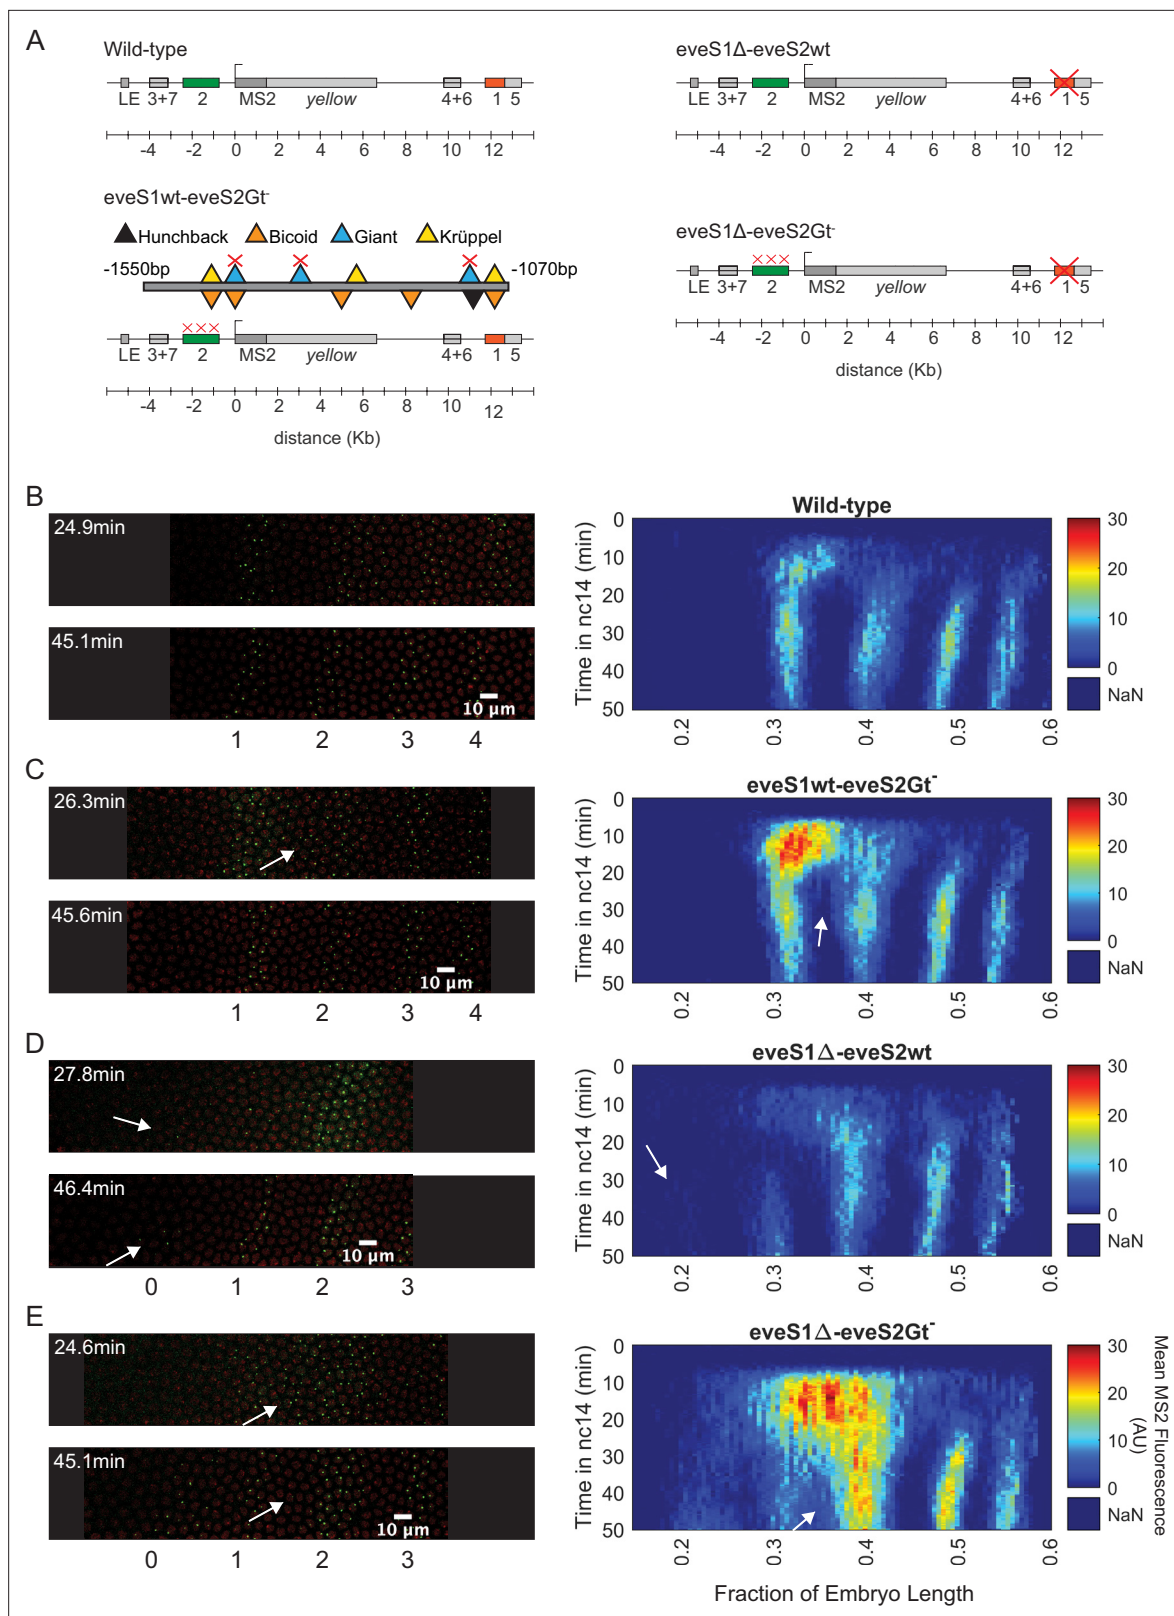 A
Wild-type
LE 3+7 2 MS2 yellow 4+6 1 5
-4 -2 0 2 4 6 8 10 12
eveS1Δ-eveS2wt
LE 3+7 2 MS2 yellow 4+6 1 5
-4 -2 0 2 4 6 8 10 12
eveS1wt-eveS2Gt-
Hunchback Bicoid Giant Krüppel
-1550bp -1070bp
LE 3+7 2 MS2 yellow 4+6 1 5
-4 -2 0 2 4 6 8 10 12
distance (Kb)
eveS1Δ-eveS2Gt-
LE 3+7 2 MS2 yellow 4+6 1 5
-4 -2 0 2 4 6 8 10 12
distance (Kb)
B
24.9min
45.1min
10 µm
1 2 3 4
Wild-type
Time in nc14 (min)
0
10
20
30
40
50
0.2 0.3 0.4 0.5 0.6
30
20
10
0
NaN
C
26.3min
45.6min
10 µm
1 2 3 4
eveS1wt-eveS2Gt-
Time in nc14 (min)
0
10
20
30
40
50
0.2 0.3 0.4 0.5 0.6
30
20
10
0
NaN
D
27.8min
46.4min
10 µm
0 1 2 3
eveS1Δ-eveS2wt
Time in nc14 (min)
0
10
20
30
40
50
0.2 0.3 0.4 0.5 0.6
30
20
10
0
NaN
E
24.6min
45.1min
10 µm
0 1 2 3
eveS1Δ-eveS2Gt-
Time in nc14 (min)
0
10
20
30
40
50
0.2 0.3 0.4 0.5 0.6
Fraction of Embryo Length
30
20
10
0
NaN
Mean MS2 Fluorescence
(AU)